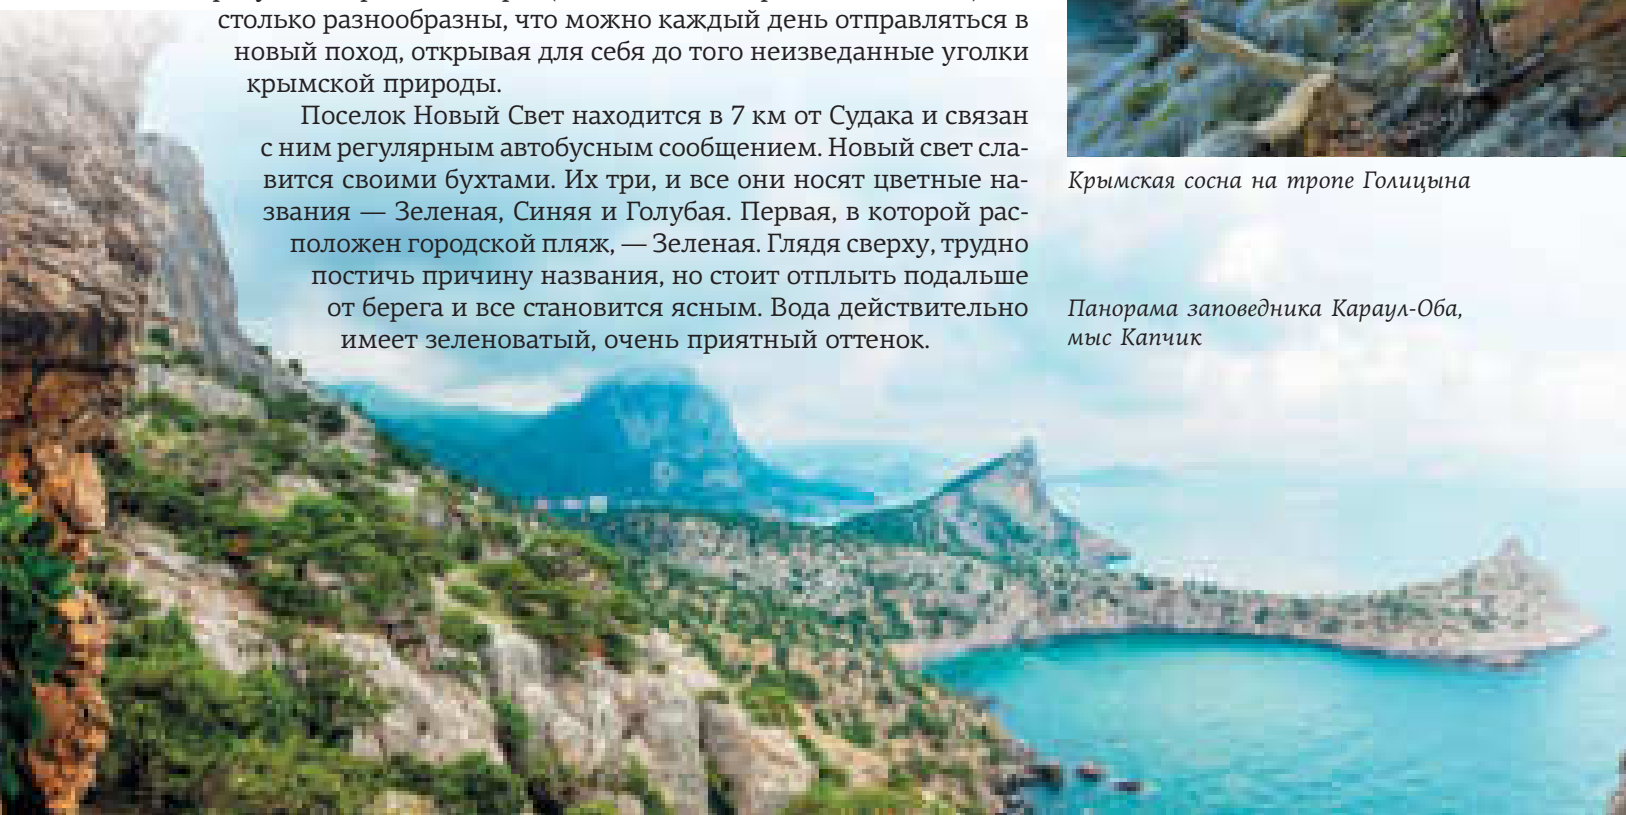 столько разнообразны, что можно каждый день отправляться в
новый поход, открывая для себя до того неизведанные уголки
крымской природы.
Поселок Новый Свет находится в 7 км от Судака и связан
с ним регулярным автобусным сообщением. Новый свет сла-
вится своими бухтами. Их три, и все они носят цветные на-
звания — Зеленая, Синяя и Голубая. Первая, в которой рас-
положен городской пляж, — Зеленая. Глядя сверху, трудно
постичь причину названия, но стоит отплыть подальше
от берега и все становится ясным. Вода действительно
имеет зеленоватый, очень приятный оттенок.
Крымская сосна на тропе Голицына
Панорама заповедника Караул-Оба,
мыс Капчик